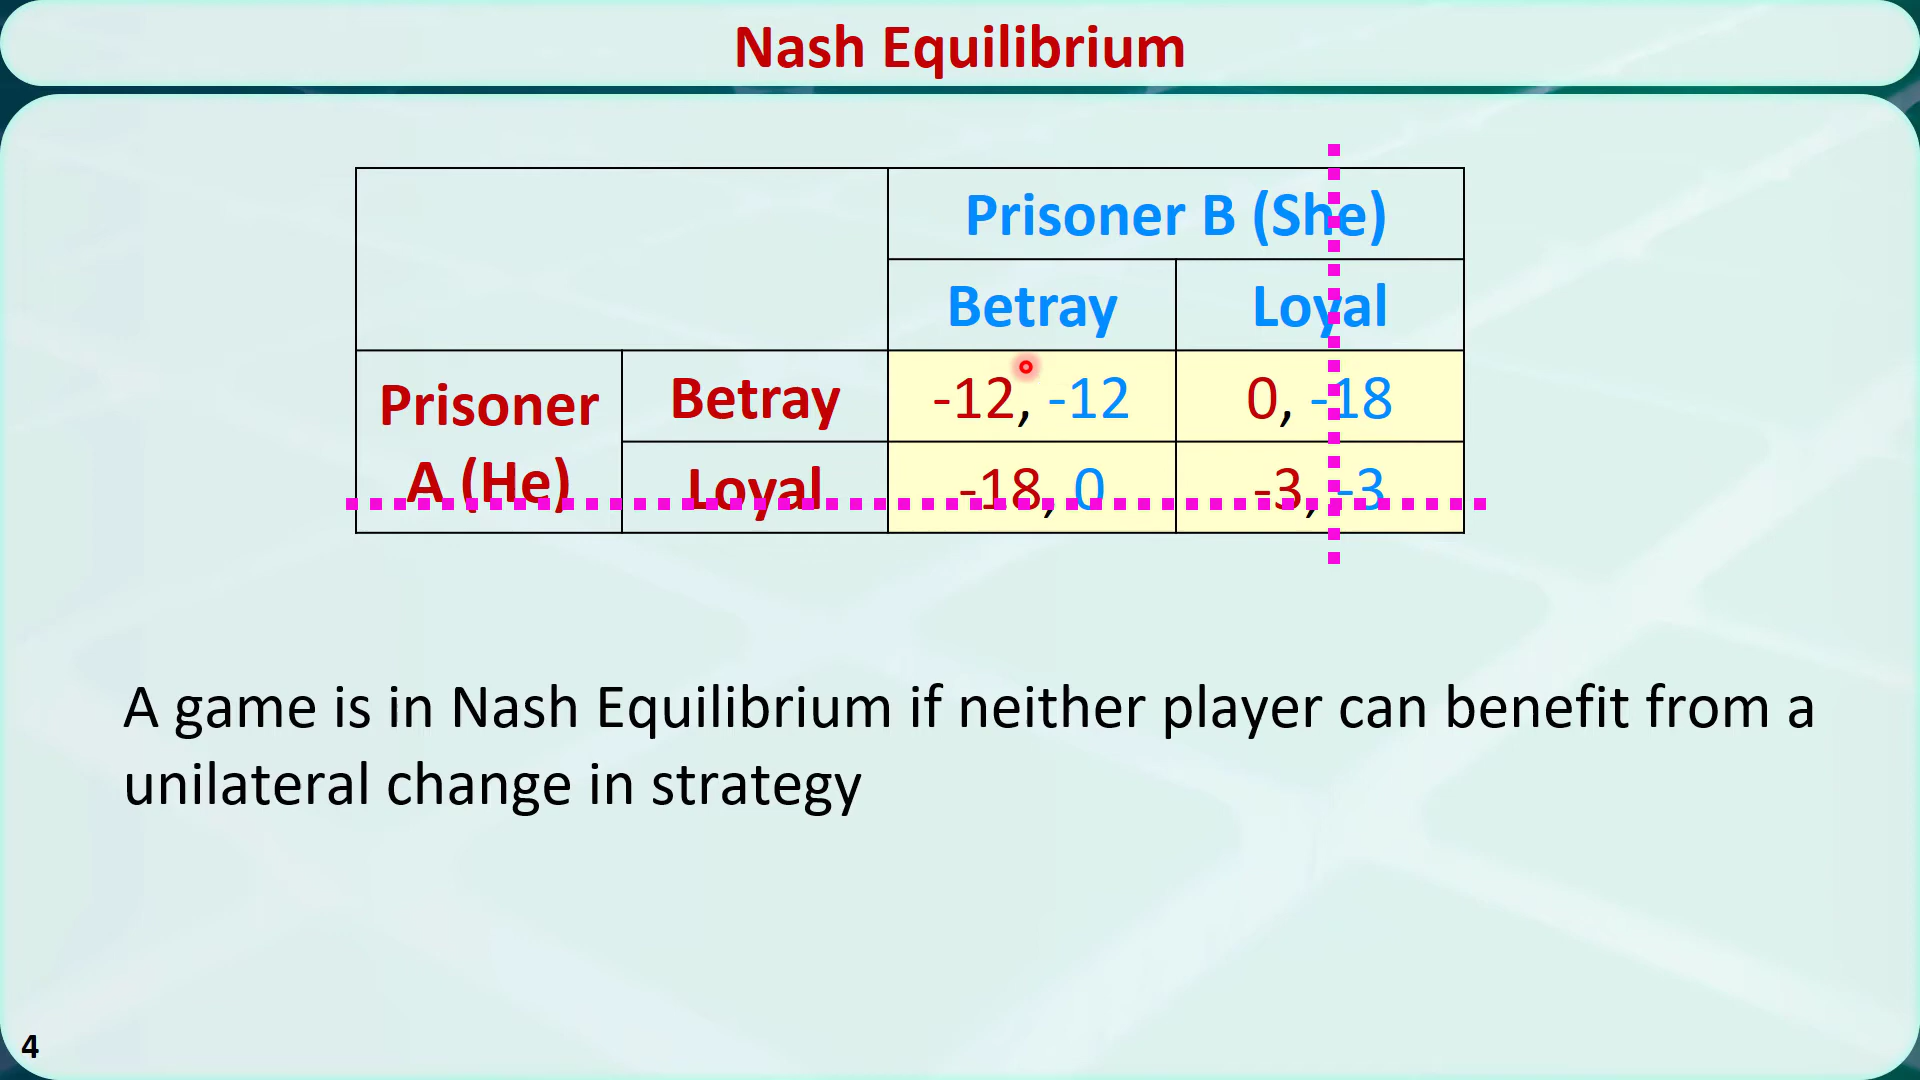 Nash Equilibrium
Prisoner B (She)
Betray Loyal
Prisoner Betray -12, -12 0, -18
A (He) Loyal -18, 0 -3, -3
A game is in Nash Equilibrium if neither player can benefit from a
unilateral change in strategy
4